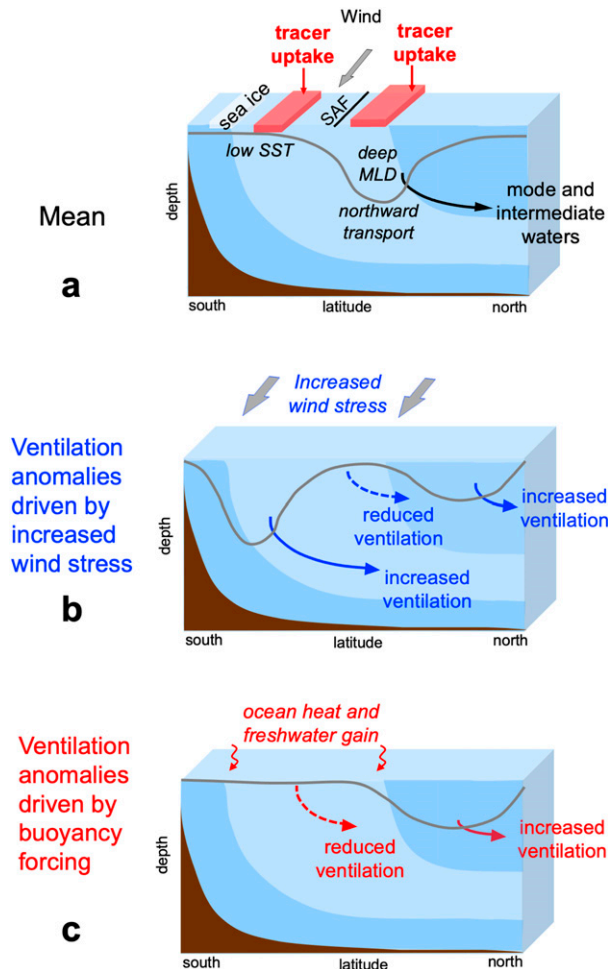 Wind
tracer
uptake
tracer
uptake
sea ice
SAF
low SST
deep
MLD
northward
transport
mode and
intermediate
waters
Mean
a
depth
south
latitude
north
Increased
wind stress
Ventilation
anomalies
driven by
increased
wind stress
b
reduced
ventilation
increased
ventilation
increased
ventilation
depth
south
latitude
north
ocean heat and
freshwater gain
Ventilation
anomalies
driven by
buoyancy
forcing
c
reduced
ventilation
increased
ventilation
depth
south
latitude
north